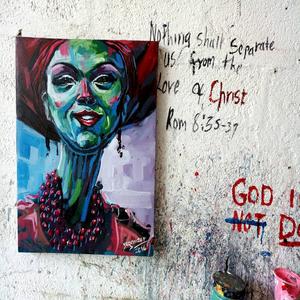 Nothing shall separate
us from the
Love of Christ
Rom 8:35-39
GOD I
NOT D